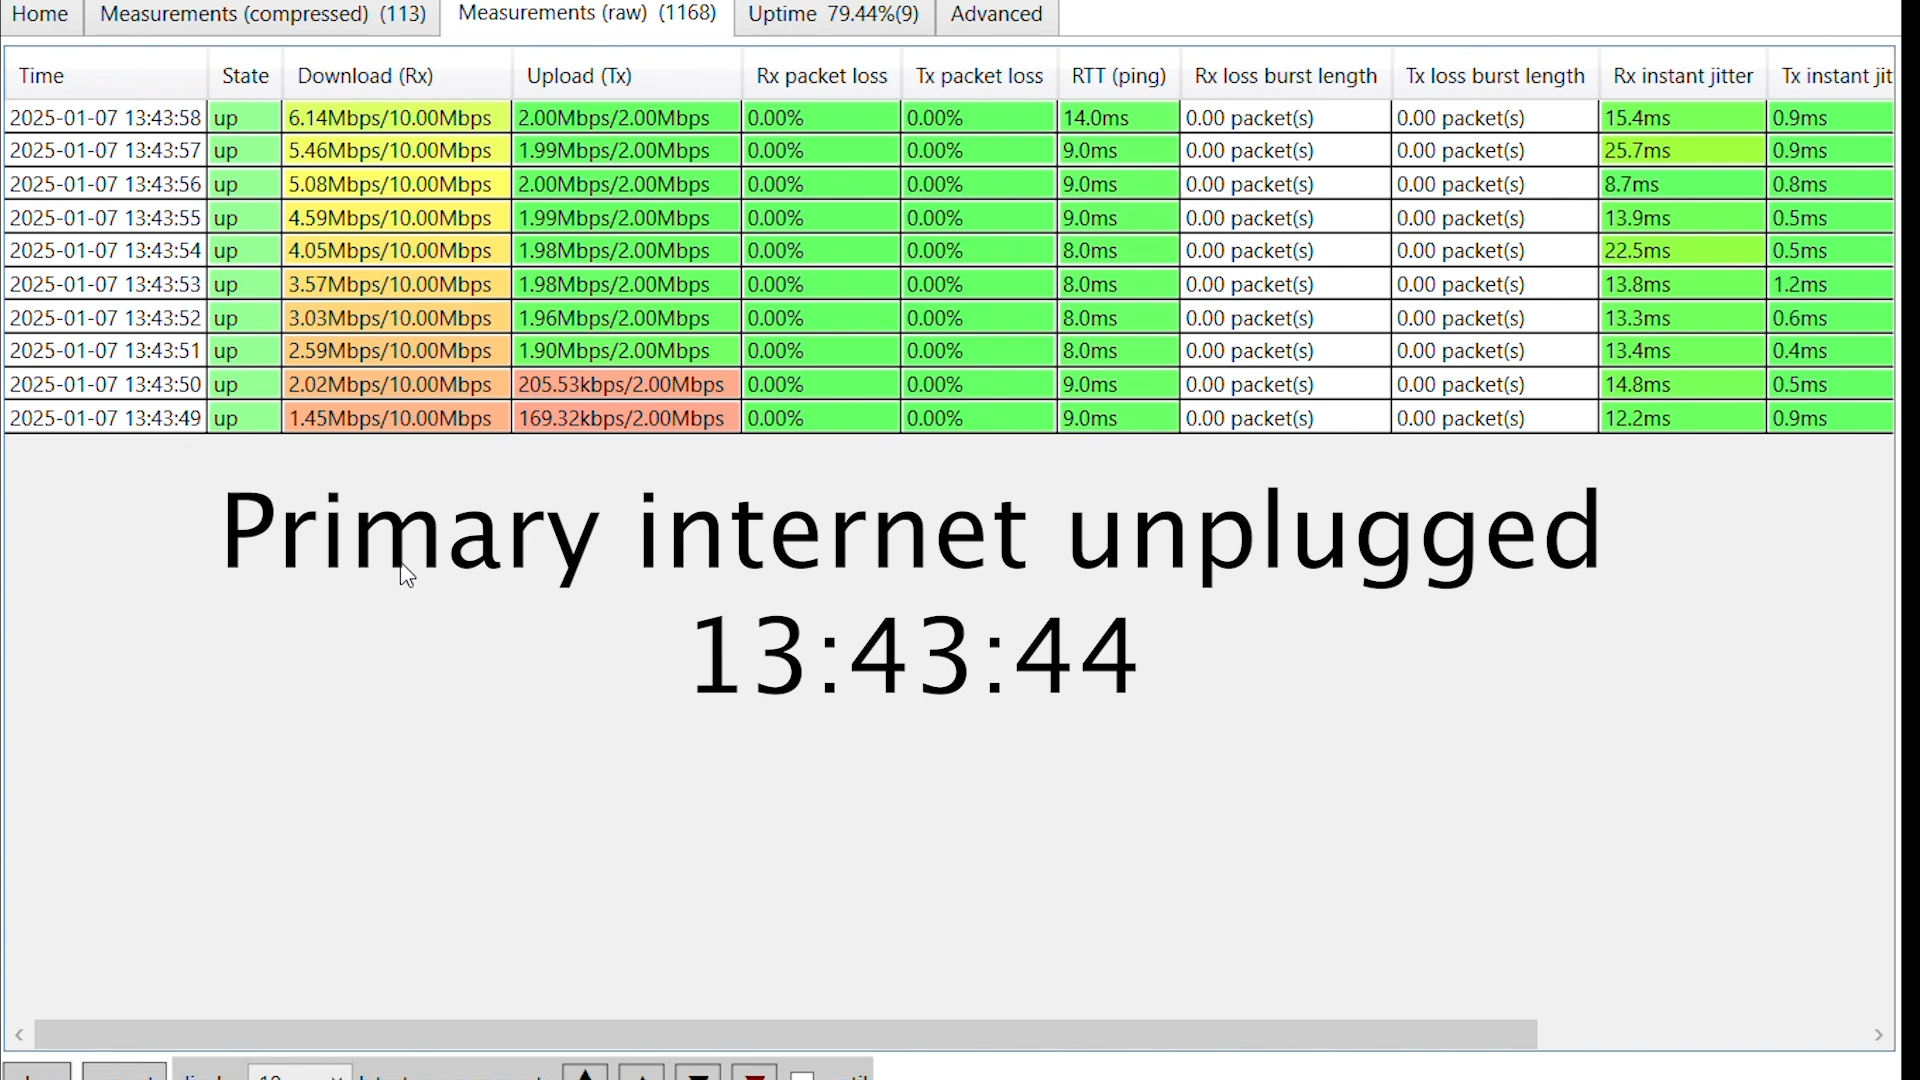 Home Measurements (compressed) (113) Measurements (raw) (1168) Uptime 79.44%(9) Advanced
Time State Download (Rx) Upload (Tx) Rx packet loss Tx packet loss RTT (ping) Rx loss burst length Tx loss burst length Rx instant jitter Tx instant jit
2025-01-07 13:43:58 up 6.14Mbps/10.00Mbps 2.00Mbps/2.00Mbps 0.00% 0.00% 14.0ms 0.00 packet(s) 0.00 packet(s) 15.4ms 0.9ms
2025-01-07 13:43:57 up 5.46Mbps/10.00Mbps 1.99Mbps/2.00Mbps 0.00% 0.00% 9.0ms 0.00 packet(s) 0.00 packet(s) 25.7ms 0.9ms
2025-01-07 13:43:56 up 5.08Mbps/10.00Mbps 2.00Mbps/2.00Mbps 0.00% 0.00% 9.0ms 0.00 packet(s) 0.00 packet(s) 8.7ms 0.8ms
2025-01-07 13:43:55 up 4.59Mbps/10.00Mbps 1.99Mbps/2.00Mbps 0.00% 0.00% 9.0ms 0.00 packet(s) 0.00 packet(s) 13.9ms 0.5ms
2025-01-07 13:43:54 up 4.05Mbps/10.00Mbps 1.98Mbps/2.00Mbps 0.00% 0.00% 8.0ms 0.00 packet(s) 0.00 packet(s) 22.5ms 0.5ms
2025-01-07 13:43:53 up 3.57Mbps/10.00Mbps 1.98Mbps/2.00Mbps 0.00% 0.00% 8.0ms 0.00 packet(s) 0.00 packet(s) 13.8ms 1.2ms
2025-01-07 13:43:52 up 3.03Mbps/10.00Mbps 1.96Mbps/2.00Mbps 0.00% 0.00% 8.0ms 0.00 packet(s) 0.00 packet(s) 13.3ms 0.6ms
2025-01-07 13:43:51 up 2.59Mbps/10.00Mbps 1.90Mbps/2.00Mbps 0.00% 0.00% 8.0ms 0.00 packet(s) 0.00 packet(s) 13.4ms 0.4ms
2025-01-07 13:43:50 up 2.02Mbps/10.00Mbps 205.53kbps/2.00Mbps 0.00% 0.00% 9.0ms 0.00 packet(s) 0.00 packet(s) 14.8ms 0.5ms
2025-01-07 13:43:49 up 1.45Mbps/10.00Mbps 169.32kbps/2.00Mbps 0.00% 0.00% 9.0ms 0.00 packet(s) 0.00 packet(s) 12.2ms 0.9ms
Primary internet unplugged
13:43:44